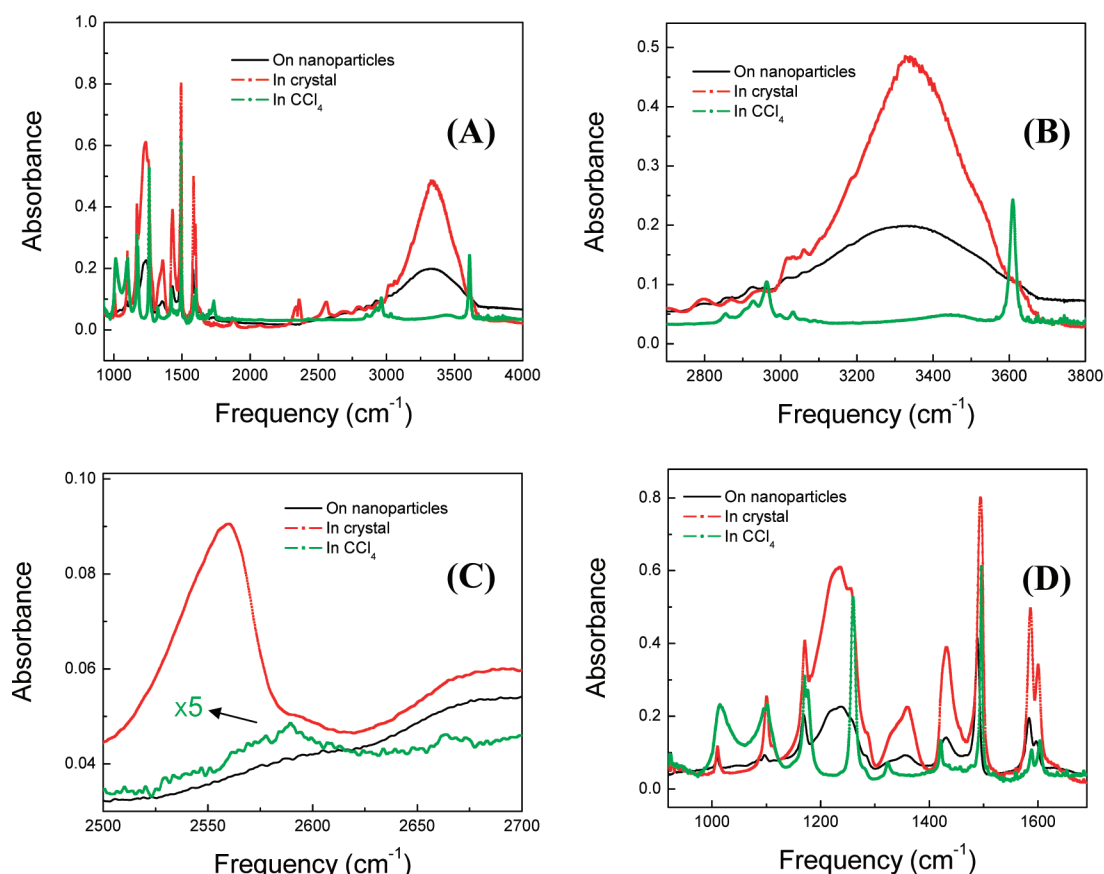 1.0
0.8
0.6
0.4
0.2
0.0
Absorbance
On nanoparticles
In crystal
In CCl4
(A)
1000 1500 2000 2500 3000 3500 4000
Frequency (cm-1)
0.5
0.4
0.3
0.2
0.1
0.0
Absorbance
On nanoparticles
In crystal
In CCl4
(B)
2800 3000 3200 3400 3600 3800
Frequency (cm-1)
0.10
0.08
0.06
0.04
Absorbance
On nanoparticles
In crystal
In CCl4
(C)
x5
2500 2550 2600 2650 2700
Frequency (cm-1)
0.8
0.6
0.4
0.2
0.0
Absorbance
On nanoparticles
In crystal
In CCl4
(D)
1000 1200 1400 1600
Frequency (cm-1)